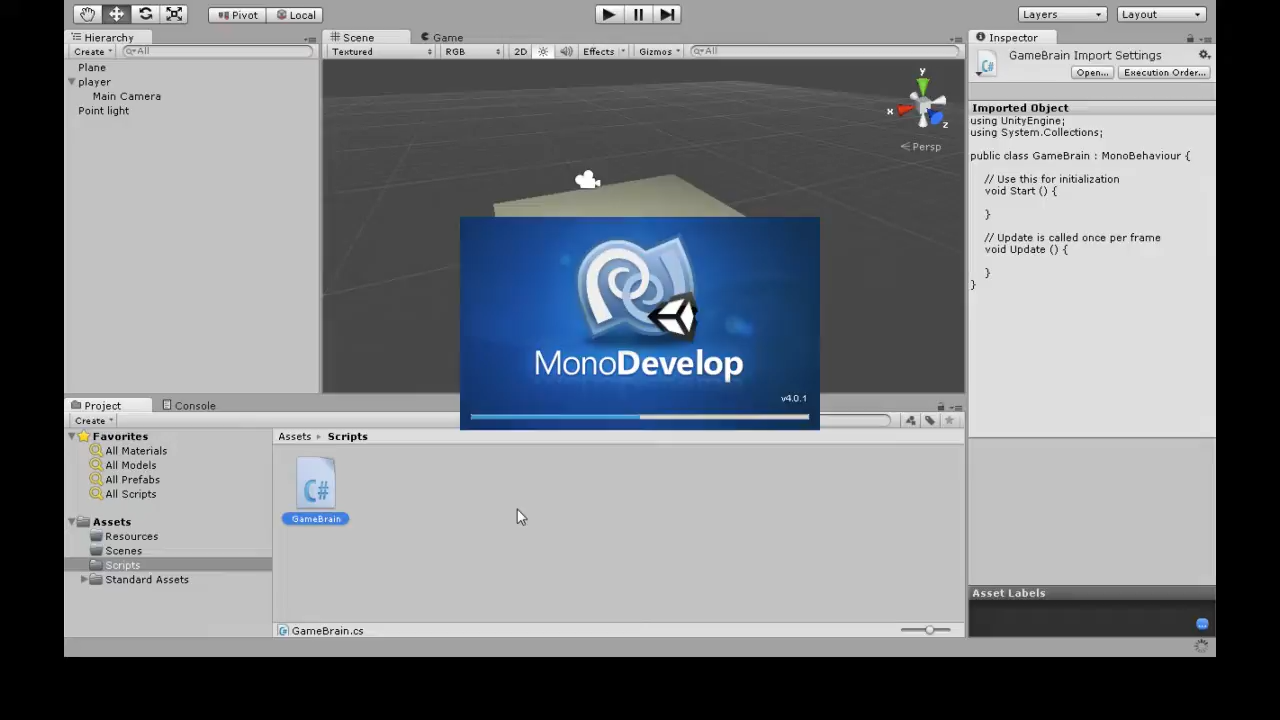 Pivot Local Layers Layout
Hierarchy Scene Game Inspector
Create All Textured RGB 2D Effects Gizmos All
GameBrain Import Settings
Open... Execution Order...
Plane
player
Main Camera
Point light
y
x
z
Persp
Imported Object
using UnityEngine;
using System.Collections;
public class GameBrain : MonoBehaviour {
// Use this for initialization
void Start () {
}
// Update is called once per frame
void Update () {
}
}
MonoDevelop
v4.0.1
Project Console
Create
Favorites
All Materials
All Models
All Prefabs
All Scripts
Assets
Resources
Scenes
Scripts
Standard Assets
Assets Scripts
C#
GameBrain
GameBrain.cs
Asset Labels